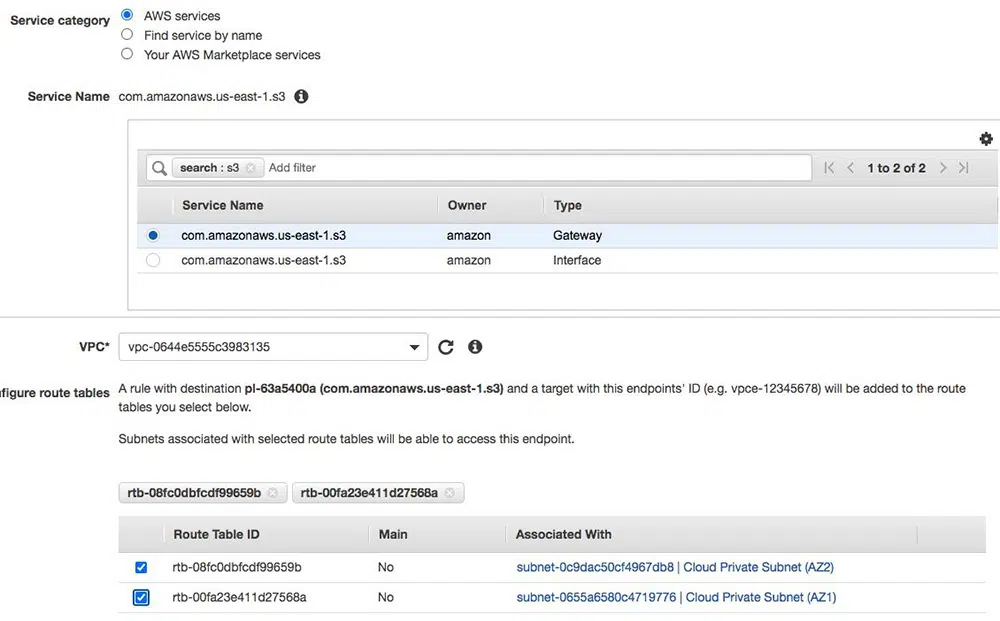 Service category
AWS services
Find service by name
Your AWS Marketplace services
Service Name com.amazonaws.us-east-1.s3
search : s3 Add filter 1 to 2 of 2
Service Name Owner Type
com.amazonaws.us-east-1.s3 amazon Gateway
com.amazonaws.us-east-1.s3 amazon Interface
VPC* vpc-0644e5555c3983135
figure route tables A rule with destination pl-63a5400a (com.amazonaws.us-east-1.s3) and a target with this endpoints' ID (e.g. vpce-12345678) will be added to the route
tables you select below.
Subnets associated with selected route tables will be able to access this endpoint.
rtb-08fc0dbfcdf99659b rtb-00fa23e411d27568a
Route Table ID Main Associated With
rtb-08fc0dbfcdf99659b No subnet-0c9dac50cf4967db8 | Cloud Private Subnet (AZ2)
rtb-00fa23e411d27568a No subnet-0655a6580c4719776 | Cloud Private Subnet (AZ1)